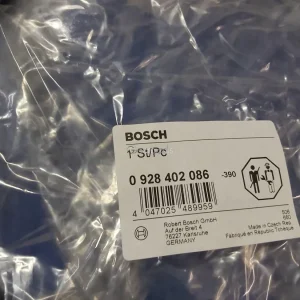 BOSCH
1 St/Pc
0 928 402 086
-390
4 047025 489959
Robert Bosch GmbH
Auf der Breit 4
76227 Karlsruhe
GERMANY
Made in Czech Rep
Fabriqué en République Tchèque